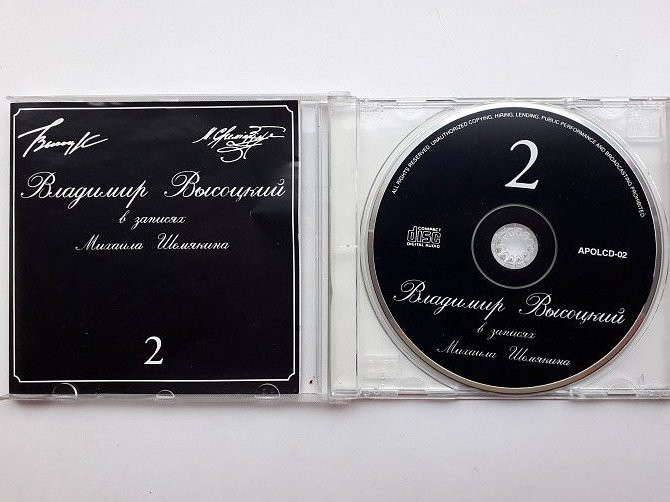 Владимир Высоцкий
в записях
Михаила Шемякина
2
ALL RIGHTS RESERVED. UNAUTHORIZED COPYING, HIRING, LENDING, PUBLIC PERFORMANCE AND BROADCASTING PROHIBITED.
2
COMPACT
disc
DIGITAL AUDIO
APOLCD-02
Владимир Высоцкий
в записях
Михаила Шемякина